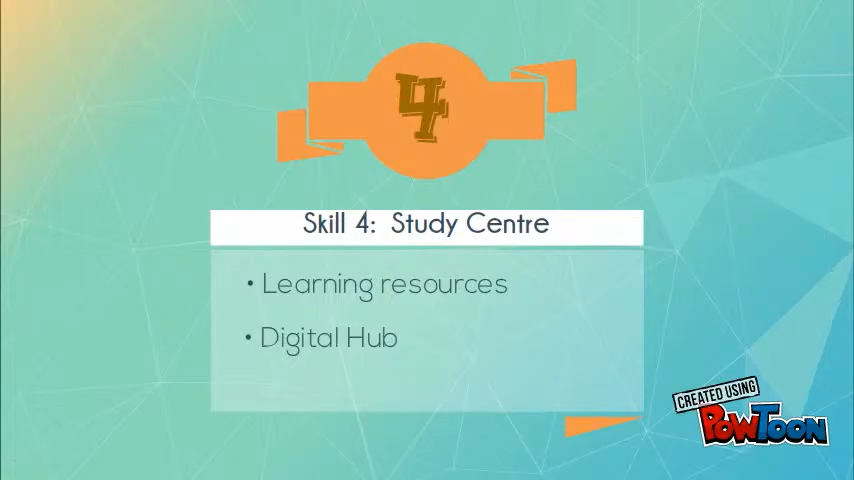 4
Skill 4: Study Centre
• Learning resources
• Digital Hub
CREATED USING
POWTOON